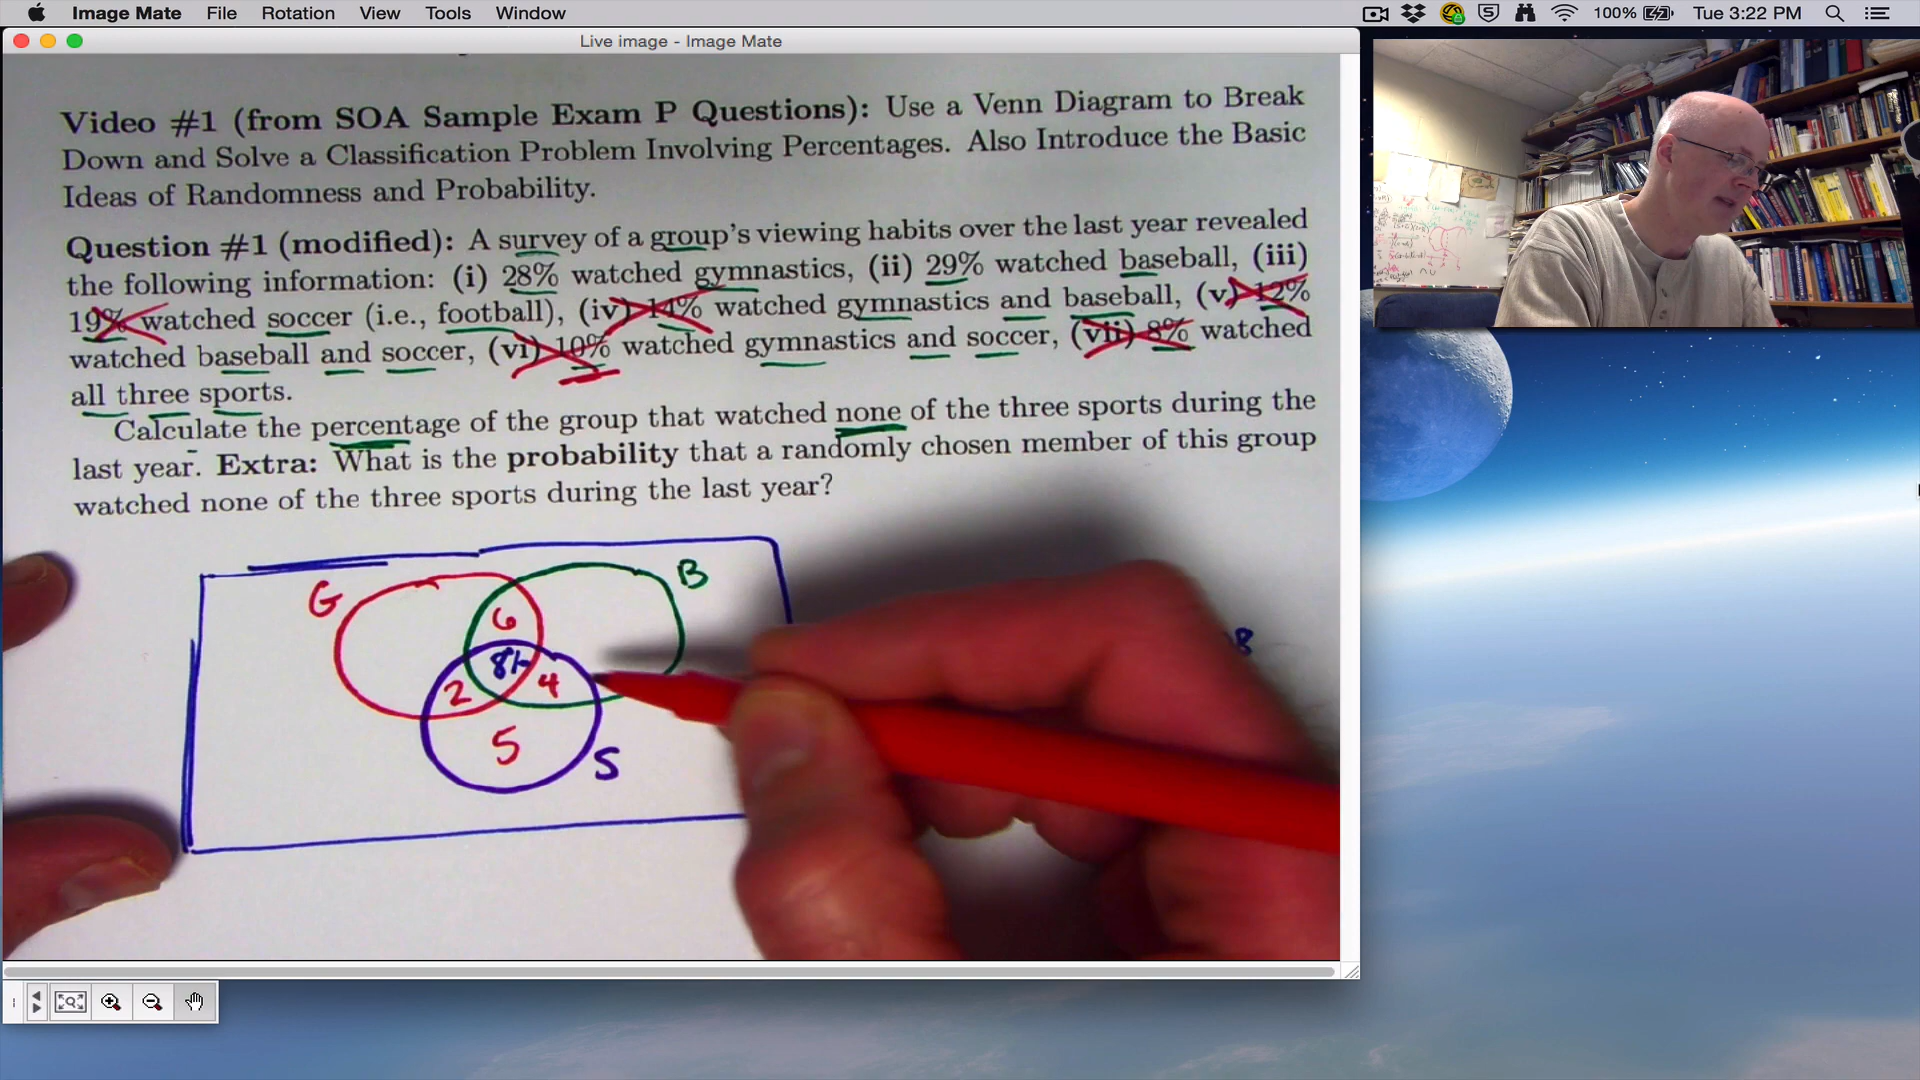 Image Mate File Rotation View Tools Window 100% Tue 3:22 PM
Live image - Image Mate
Video #1 (from SOA Sample Exam P Questions): Use a Venn Diagram to Break
Down and Solve a Classification Problem Involving Percentages. Also Introduce the Basic
Ideas of Randomness and Probability.
Question #1 (modified): A survey of a group's viewing habits over the last year revealed
the following information: (i) 28% watched gymnastics, (ii) 29% watched baseball, (iii)
19% watched soccer (i.e., football), (iv) 14% watched gymnastics and baseball, (v) 12%
watched baseball and soccer, (vi) 10% watched gymnastics and soccer, (vii) 8% watched
all three sports.
Calculate the percentage of the group that watched none of the three sports during the
last year. Extra: What is the probability that a randomly chosen member of this group
watched none of the three sports during the last year?
G B
6
8%
2 4
5
S
8